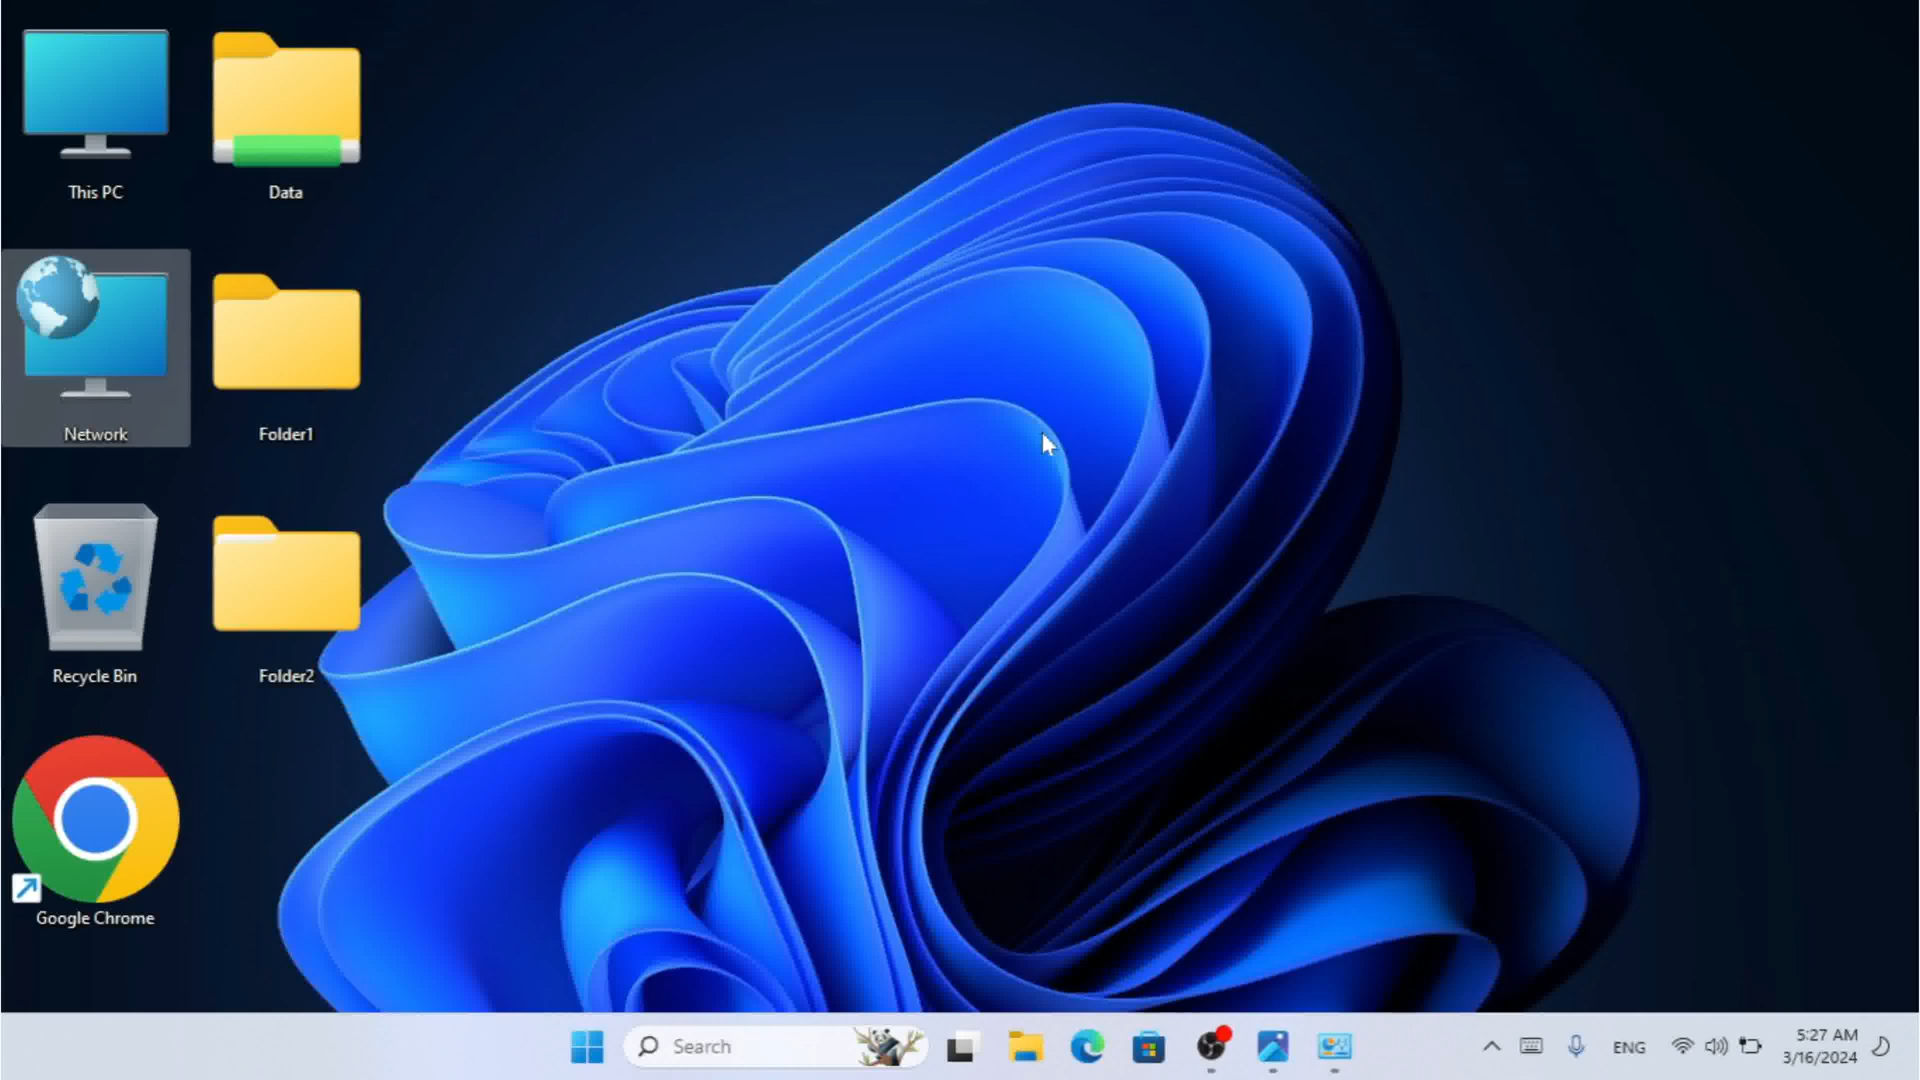 This PC
Data
Network
Folder1
Recycle Bin
Folder2
Google Chrome
Search
ENG
5:27 AM
3/16/2024